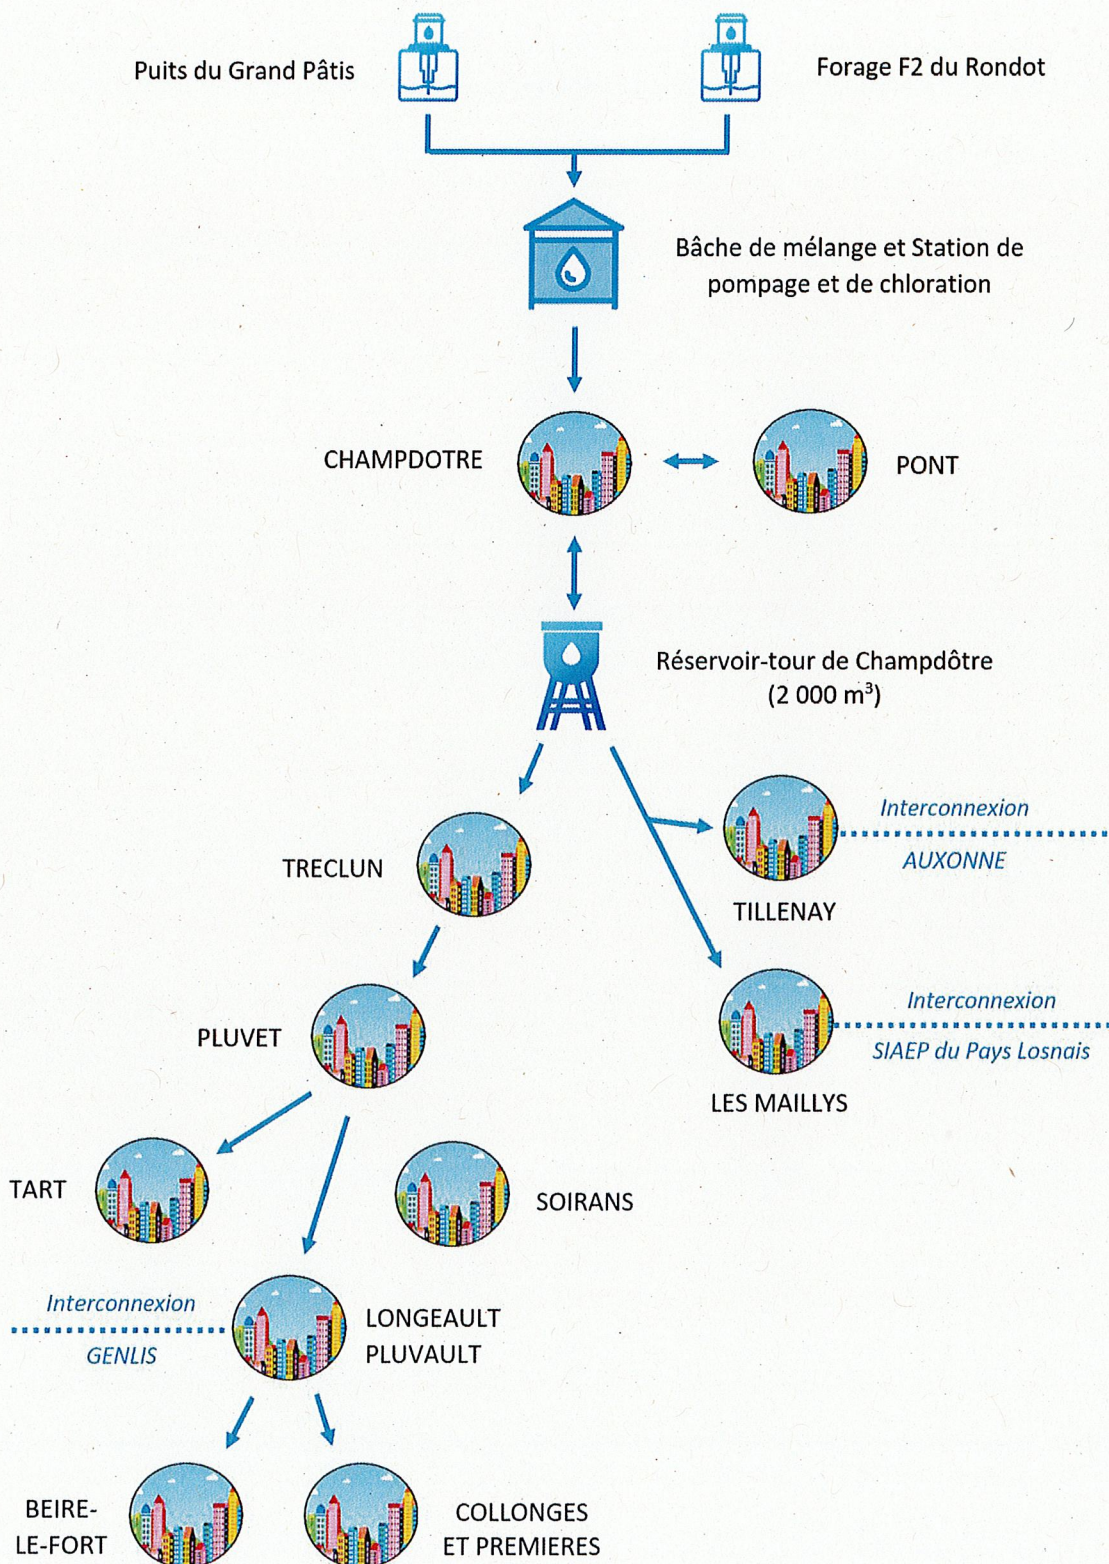 Puits du Grand Pâtis
Forage F2 du Rondot
Bâche de mélange et Station de
pompage et de chloration
CHAMPDOTRE
PONT
Réservoir-tour de Champdôtre
(2 000 m³)
Interconnexion
AUXONNE
TRECLUN
TILLENAY
Interconnexion
SIAEP du Pays Losnais
PLUVET
LES MAILLYS
TART
SOIRANS
Interconnexion
GENLIS
LONGEAULT
PLUVAULT
BEIRE-
LE-FORT
COLLONGES
ET PREMIERES